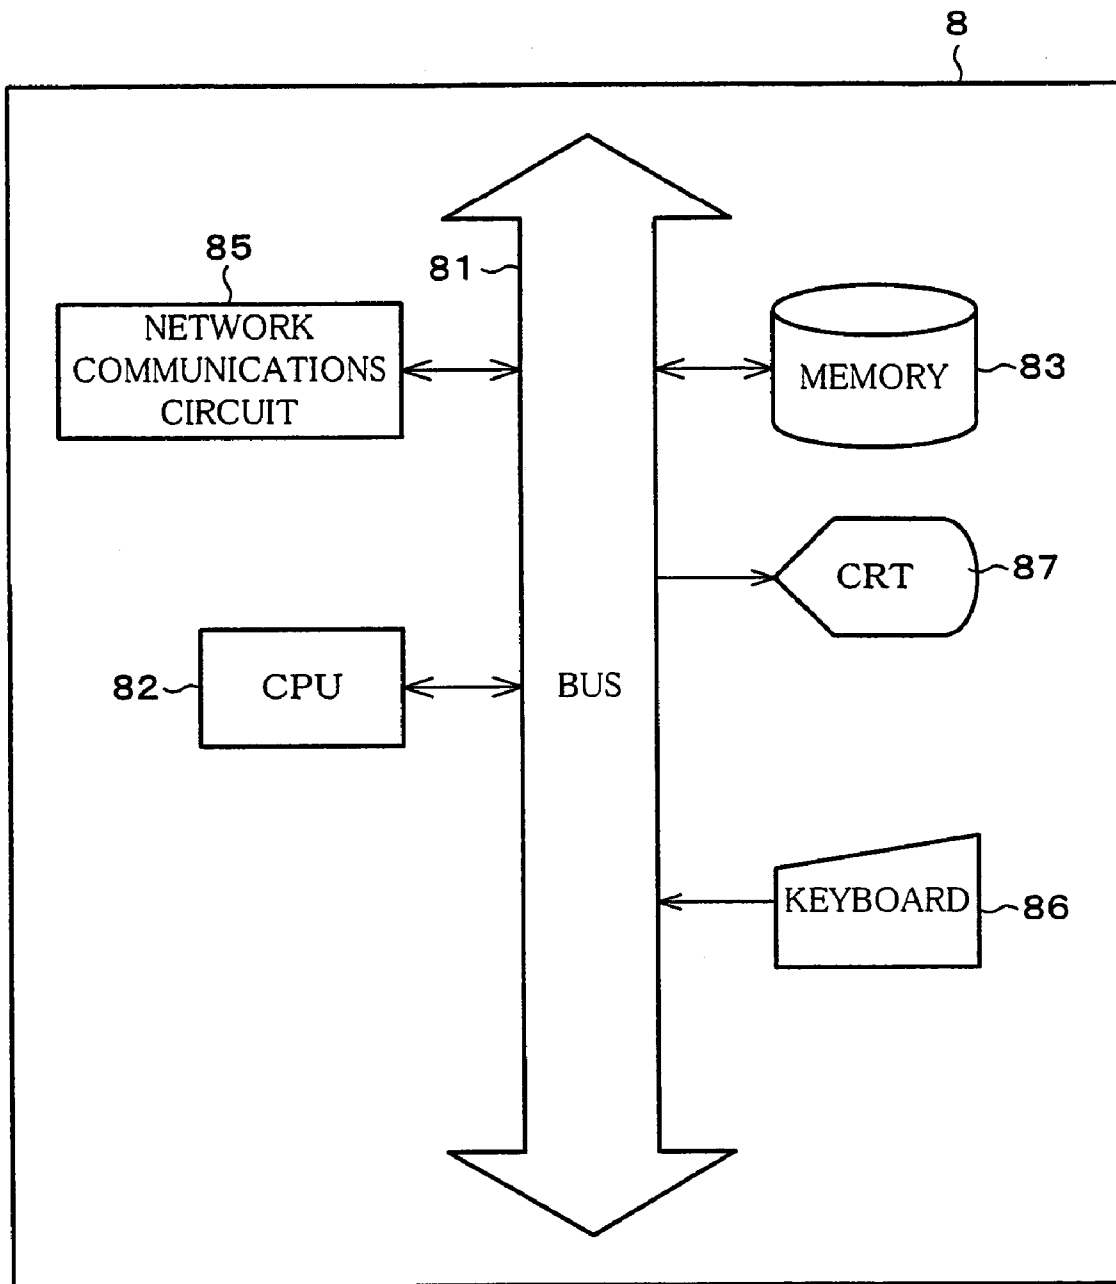 8
85
81
NETWORK
COMMUNICATIONS
CIRCUIT
MEMORY
83
CRT
87
82
CPU
BUS
KEYBOARD
86